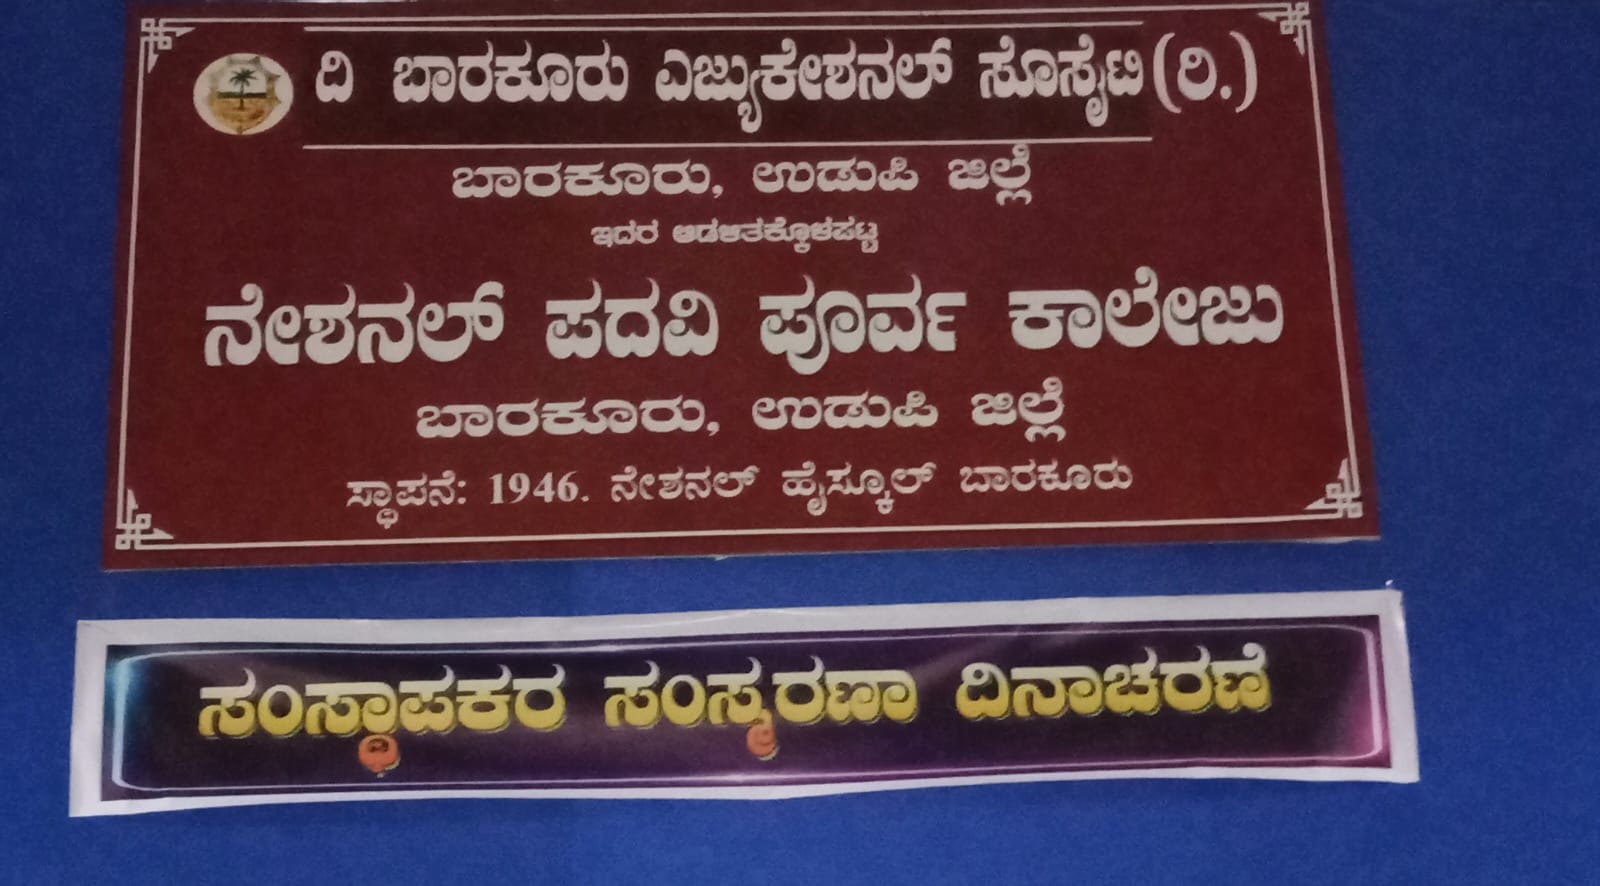 ದಿ ಬಾರಕೂರು ಎಜ್ಯುಕೇಶನಲ್ ಸೊಸೈಟಿ (ರಿ.)
ಬಾರಕೂರು, ಉಡುಪಿ ಜಿಲ್ಲೆ
ಇದರ ಆಡಳಿತಕ್ಕೊಳಪಟ್ಟ
ನೇಶನಲ್ ಪದವಿ ಪೂರ್ವ ಕಾಲೇಜು
ಬಾರಕೂರು, ಉಡುಪಿ ಜಿಲ್ಲೆ
ಸ್ಥಾಪನೆ: 1946. ನೇಶನಲ್ ಹೈಸ್ಕೂಲ್ ಬಾರಕೂರು
ಸಂಸ್ಥಾಪಕರ ಸಂಸ್ಮರಣಾ ದಿನಾಚರಣೆ